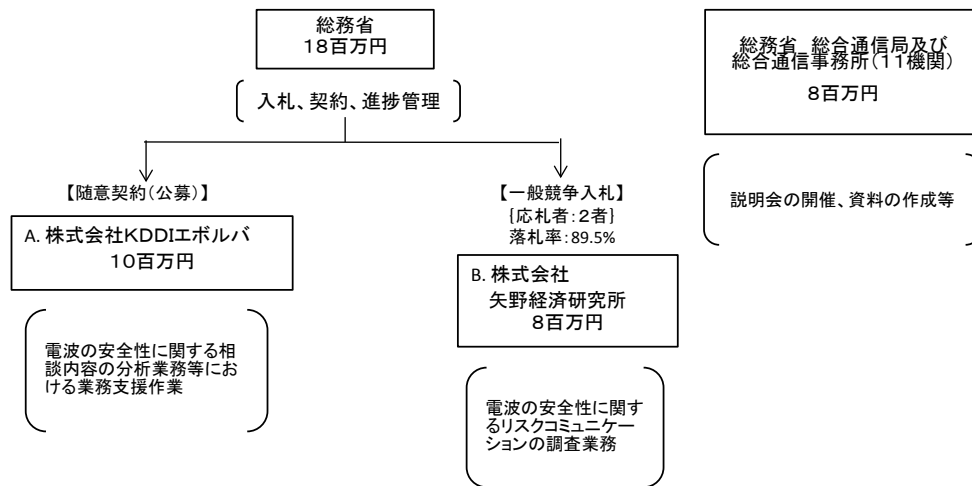 総務省
18百万円
入札、契約、進捗管理
【随意契約(公募)】
A. 株式会社KDDIエボルバ
10百万円
電波の安全性に関する相
談内容の分析業務等にお
ける業務支援作業
【一般競争入札】
{応札者:2者}
落札率:89.5%
B. 株式会社
矢野経済研究所
8百万円
電波の安全性に関す
るリスクコミュニケー
ションの調査業務
総務省 総合通信局及び
総合通信事務所(11機関)
8百万円
説明会の開催、資料の作成等